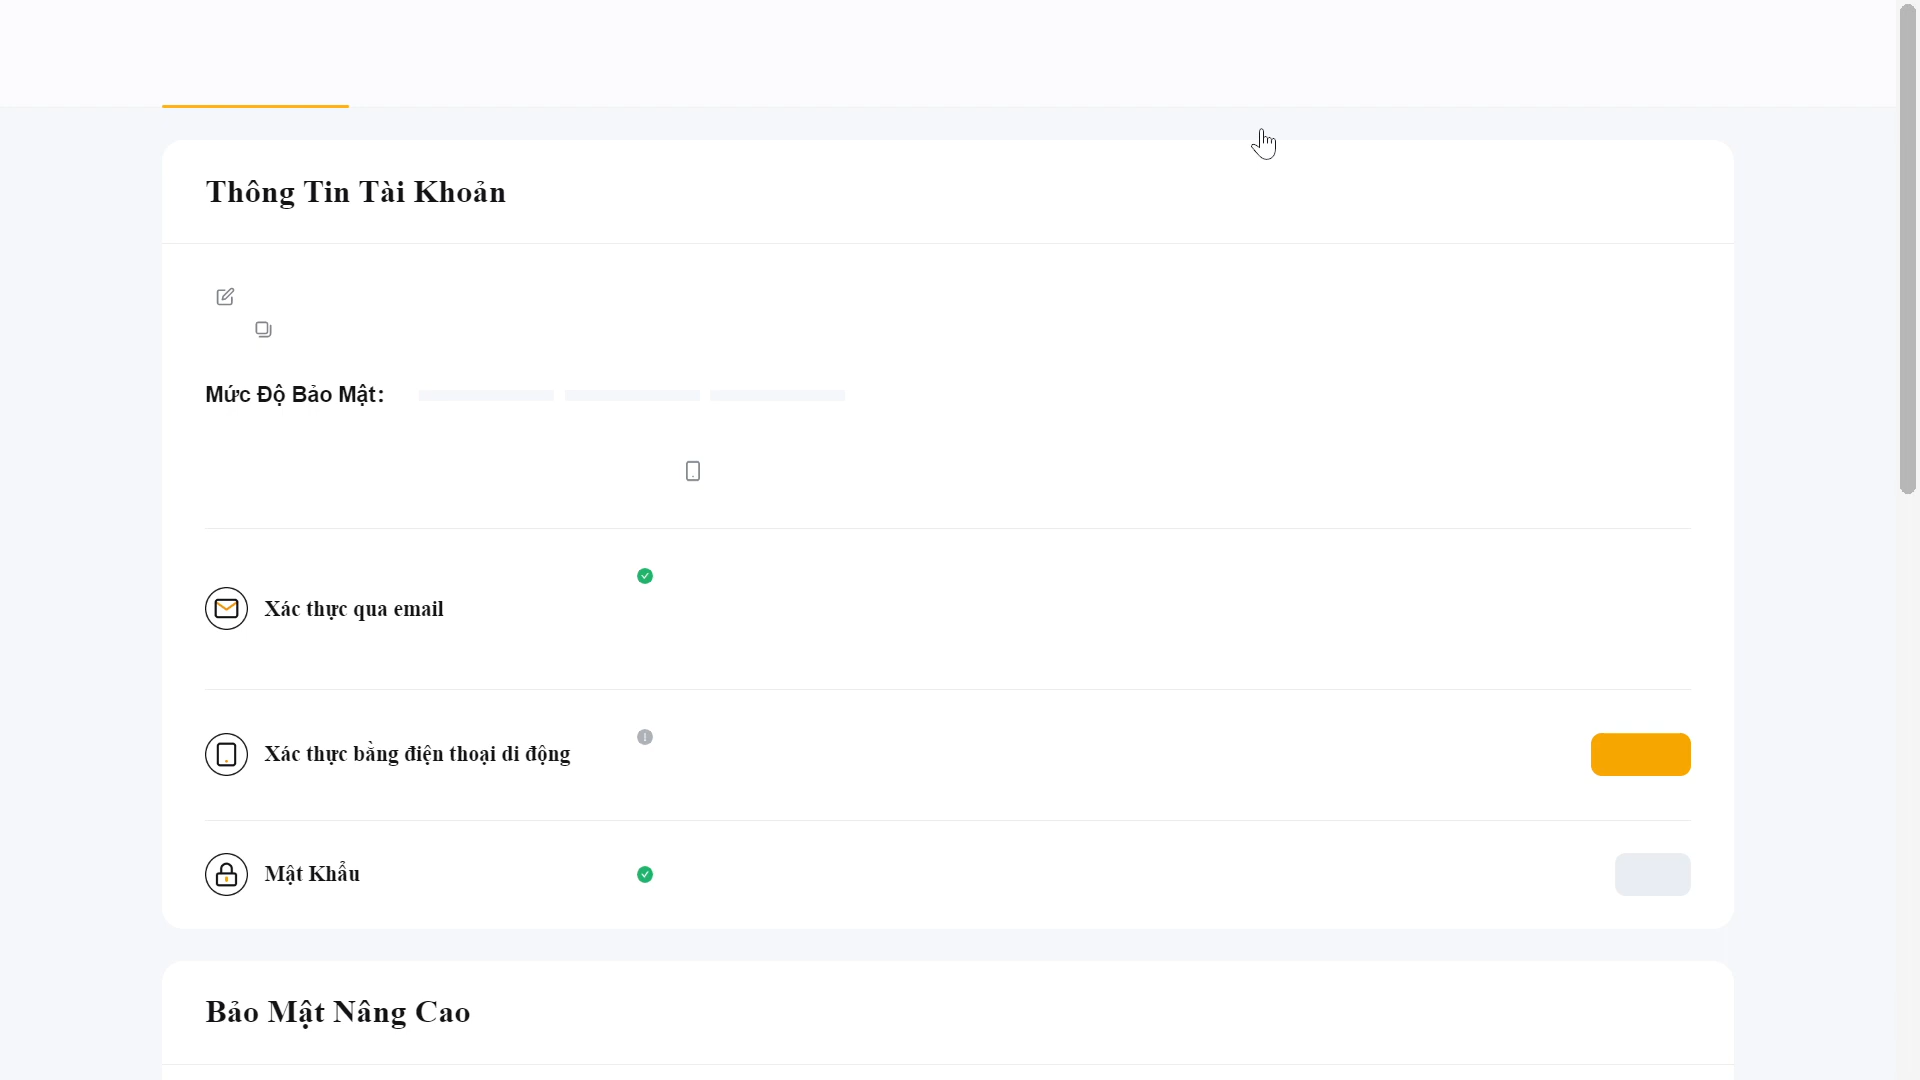 Thông Tin Tài Khoản
Mức Độ Bảo Mật:
Xác thực qua email
Xác thực bằng điện thoại di động
Mật Khẩu
Bảo Mật Nâng Cao